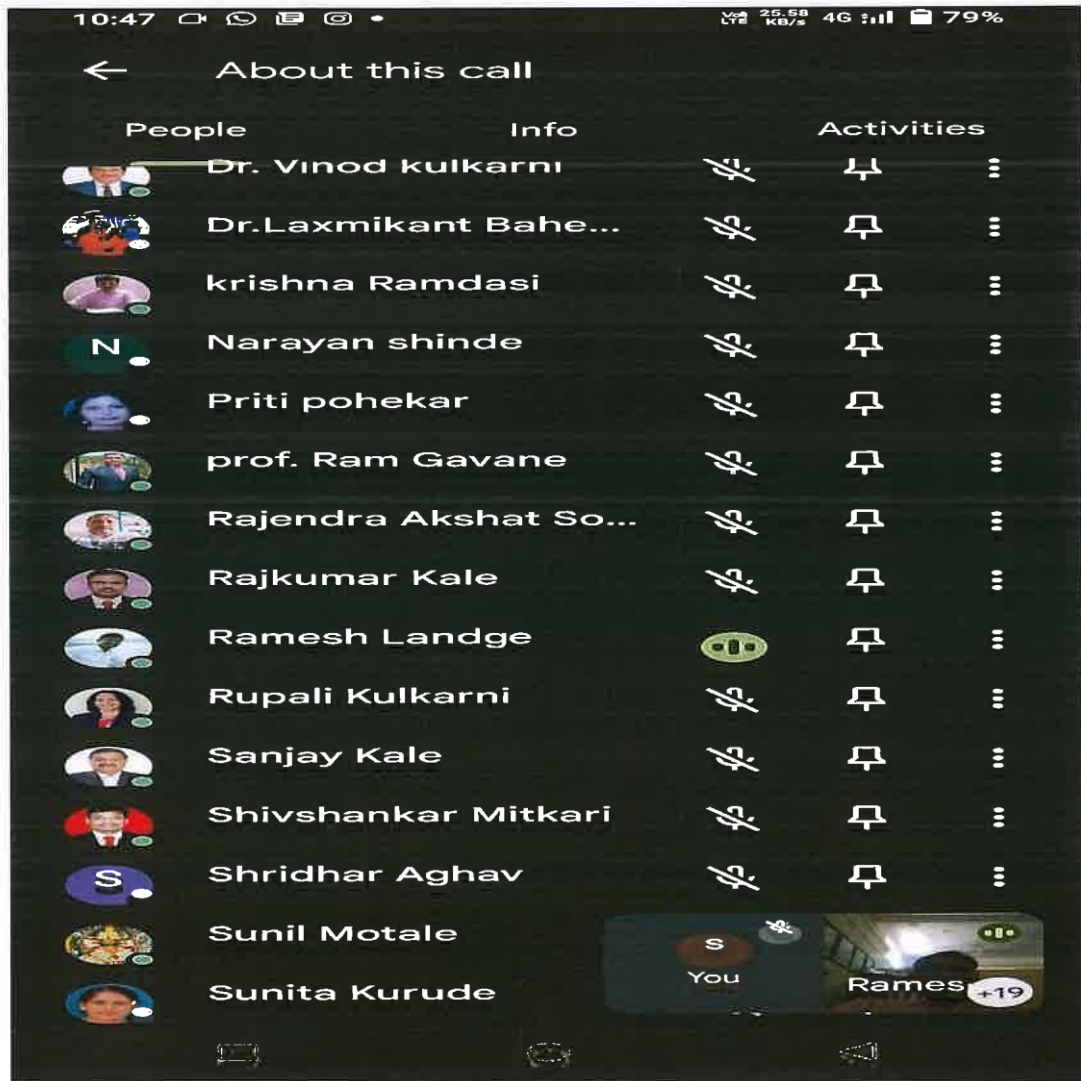 10:47 VoD LTE 25.58 KB/s 4G 79%
About this call
People Info Activities
Dr. Vinod kulkarni
Dr.Laxmikant Bahe...
krishna Ramdasi
N Narayan shinde
Priti pohekar
prof. Ram Gavane
Rajendra Akshat So...
Rajkumar Kale
Ramesh Landge
Rupali Kulkarni
Sanjay Kale
Shivshankar Mitkari
S Shridhar Aghav
Sunil Motale
S
You Rames +19
Sunita Kurude